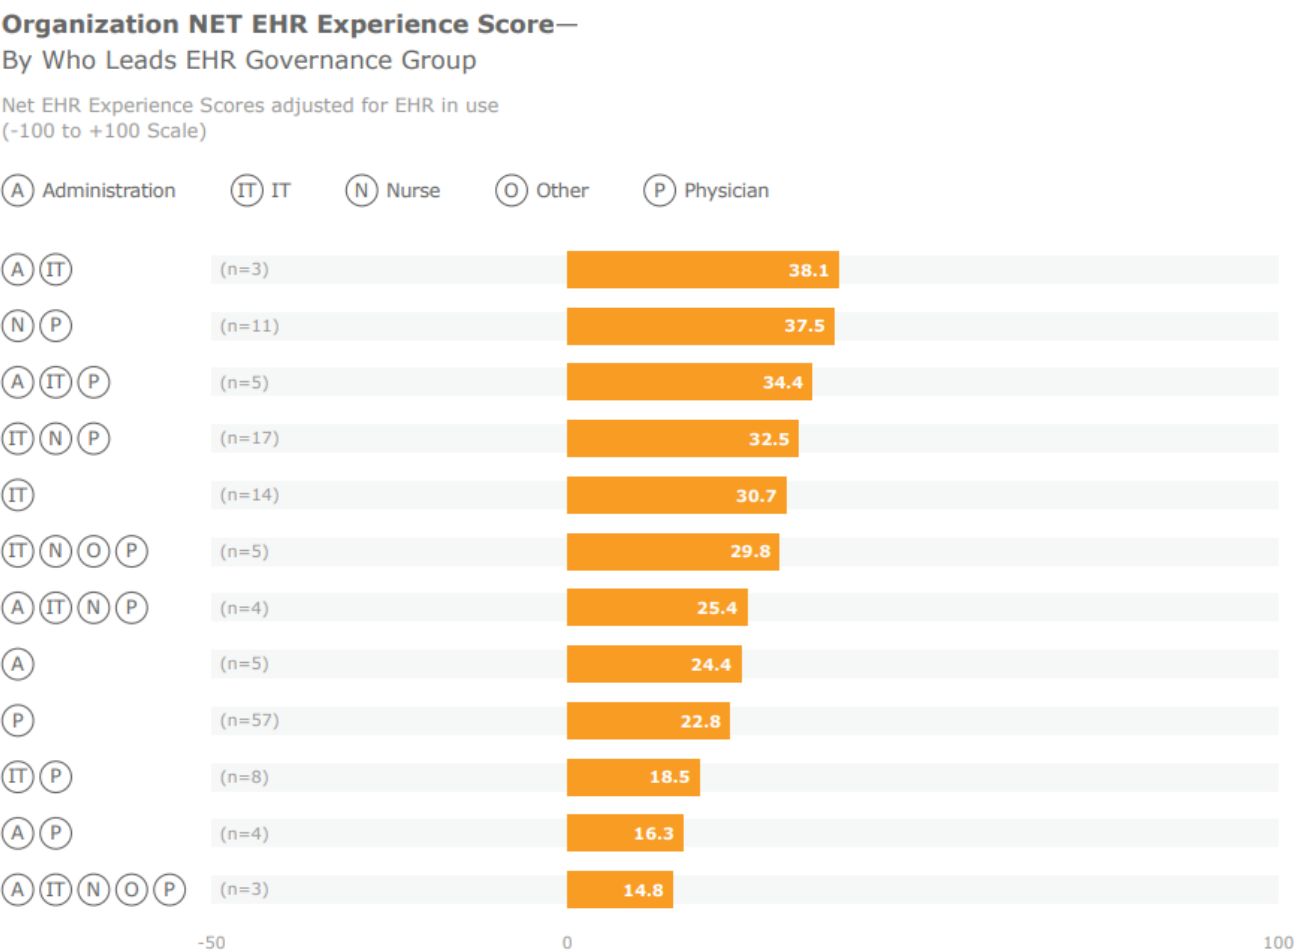 Organization NET EHR Experience Score—
By Who Leads EHR Governance Group
Net EHR Experience Scores adjusted for EHR in use
(-100 to +100 Scale)
A Administration IT IT N Nurse O Other P Physician
A IT (n=3) 38.1
N P (n=11) 37.5
A IT P (n=5) 34.4
IT N P (n=17) 32.5
IT (n=14) 30.7
IT N O P (n=5) 29.8
A IT N P (n=4) 25.4
A (n=5) 24.4
P (n=57) 22.8
IT P (n=8) 18.5
A P (n=4) 16.3
A IT N O P (n=3) 14.8
-50 0 100